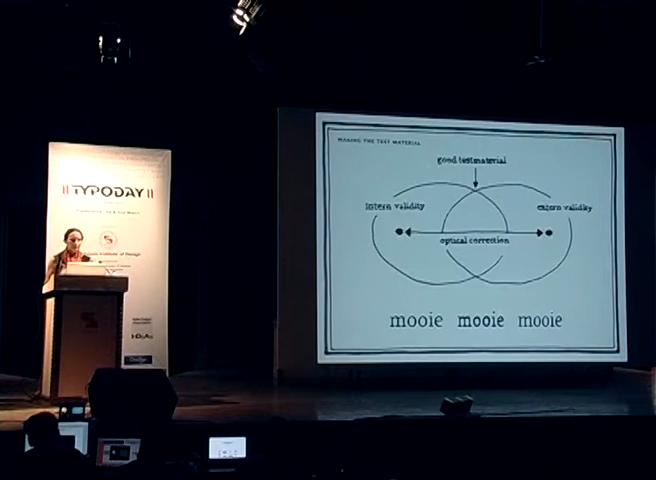 TYPODAY
MAKING THE TEST MATERIAL
good testmaterial
intern validity
extern validity
optical correction
mooie mooie mooie